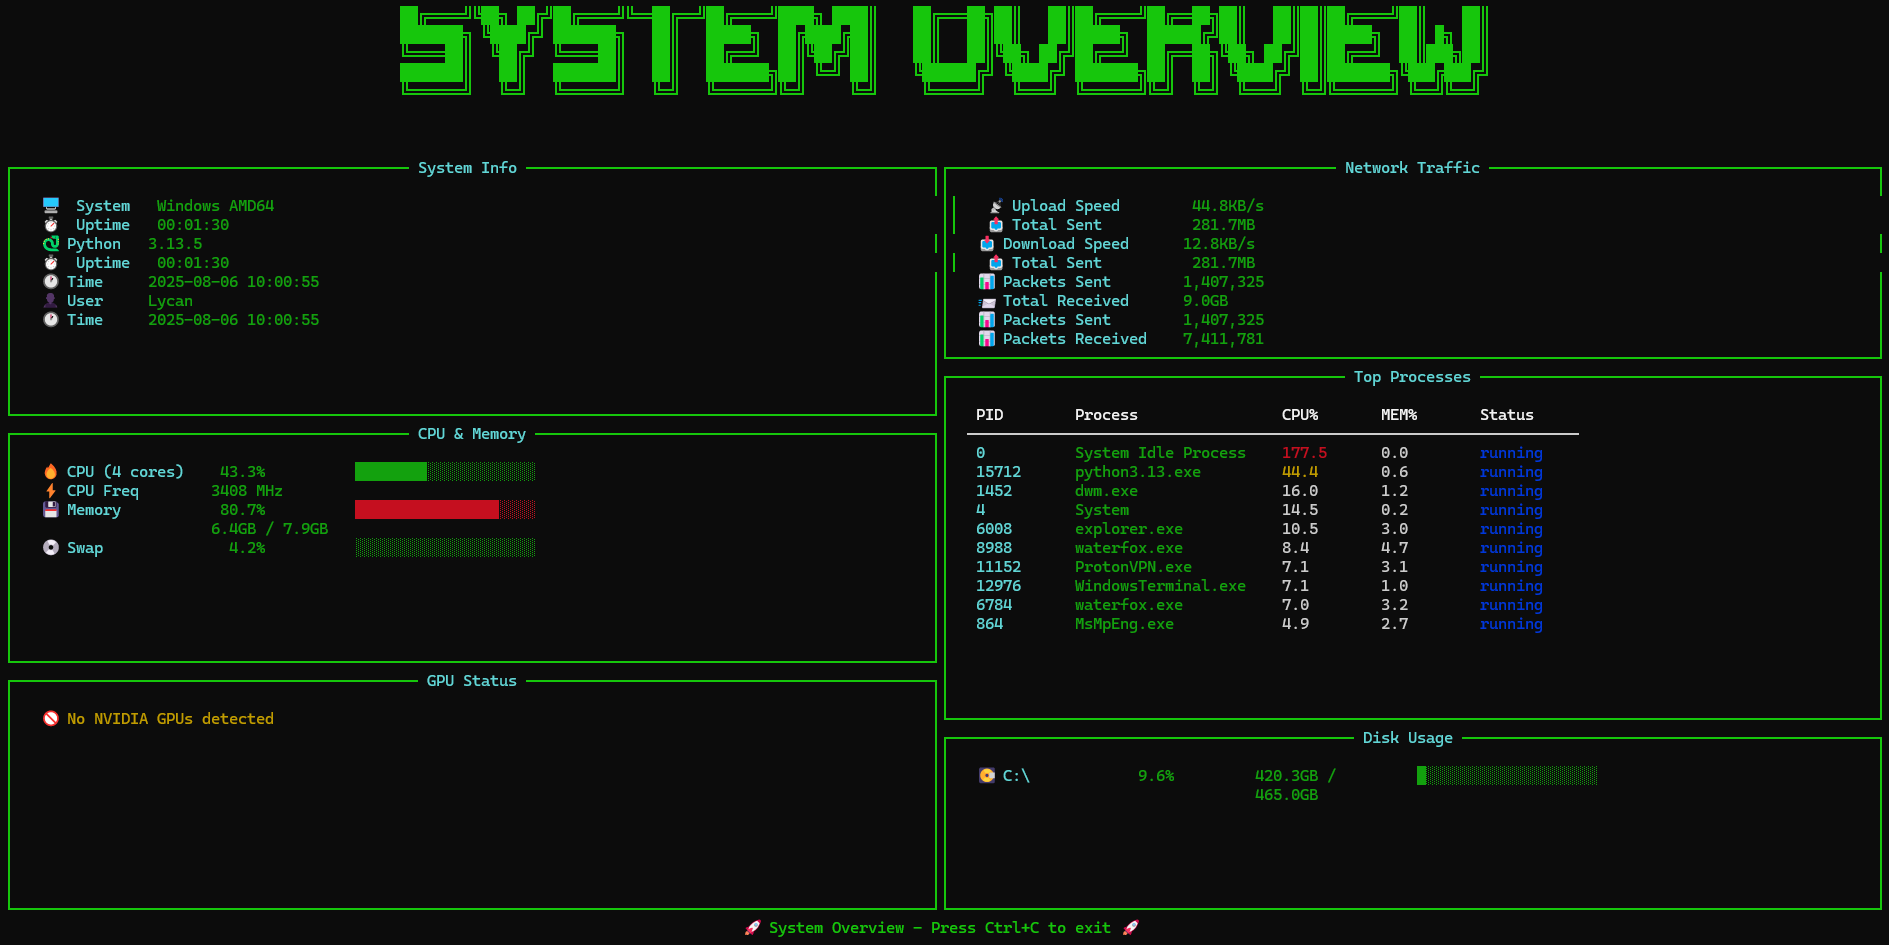 SYSTEM OVERVIEW
System Info
System Windows AMD64
Uptime 00:01:30
Python 3.13.5
Uptime 00:01:30
Time 2025-08-06 10:00:55
User Lycan
Time 2025-08-06 10:00:55
CPU & Memory
CPU (4 cores) 43.3%
CPU Freq 3408 MHz
Memory 80.7%
6.4GB / 7.9GB
Swap 4.2%
GPU Status
No NVIDIA GPUs detected
Network Traffic
Upload Speed 44.8KB/s
Total Sent 281.7MB
Download Speed 12.8KB/s
Total Sent 281.7MB
Packets Sent 1,407,325
Total Received 9.0GB
Packets Sent 1,407,325
Packets Received 7,411,781
Top Processes
PID Process CPU% MEM% Status
0 System Idle Process 177.5 0.0 running
15712 python3.13.exe 44.4 0.6 running
1452 dwm.exe 16.0 1.2 running
4 System 14.5 0.2 running
6008 explorer.exe 10.5 3.0 running
8988 waterfox.exe 8.4 4.7 running
11152 ProtonVPN.exe 7.1 3.1 running
12976 WindowsTerminal.exe 7.1 1.0 running
6784 waterfox.exe 7.0 3.2 running
864 MsMpEng.exe 4.9 2.7 running
Disk Usage
C:\ 9.6% 420.3GB /
465.0GB
System Overview - Press Ctrl+C to exit